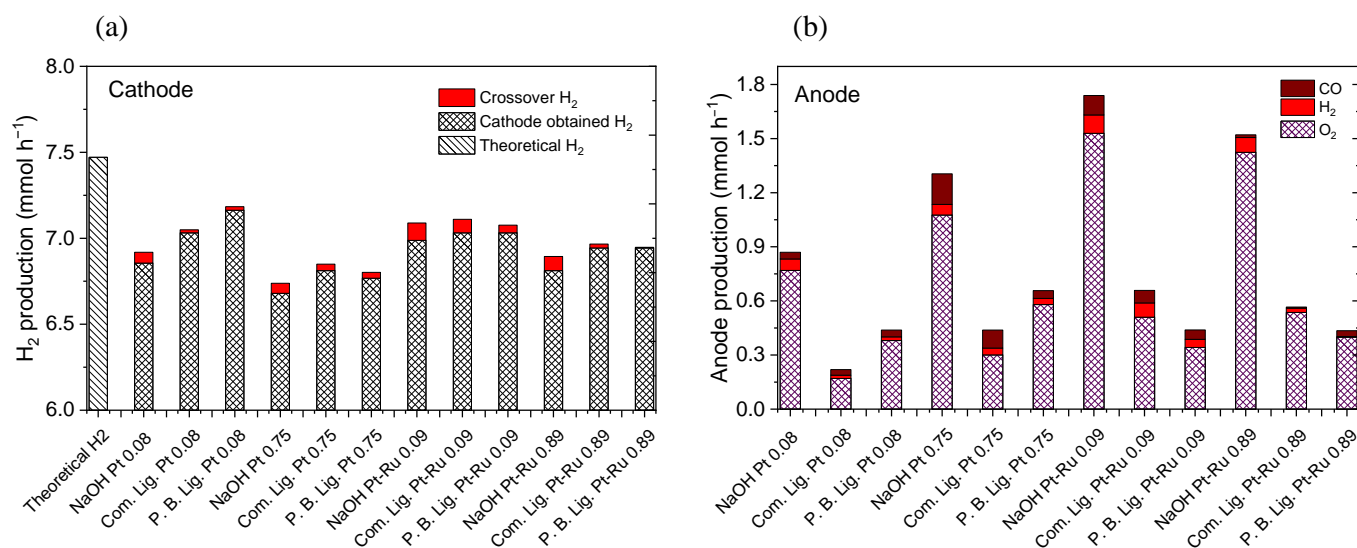 (a)
(b)
8.0
7.5
7.0
6.5
6.0
H₂ production (mmol h⁻¹)
Cathode
Crossover H₂
Cathode obtained H₂
Theoretical H₂
Theoretical H2
NaOH Pt 0.08
Com. Lig. Pt 0.08
P. B. Lig. Pt 0.08
NaOH Pt 0.75
Com. Lig. Pt 0.75
P. B. Lig. Pt 0.75
NaOH Pt-Ru 0.09
Com. Lig. Pt-Ru 0.09
P. B. Lig. Pt-Ru 0.09
NaOH Pt-Ru 0.89
Com. Lig. Pt-Ru 0.89
P. B. Lig. Pt-Ru 0.89
1.8
1.5
1.2
0.9
0.6
0.3
0.0
Anode production (mmol h⁻¹)
Anode
CO
H₂
O₂
NaOH Pt 0.08
Com. Lig. Pt 0.08
P. B. Lig. Pt 0.08
NaOH Pt 0.75
Com. Lig. Pt 0.75
P. B. Lig. Pt 0.75
NaOH Pt-Ru 0.09
Com. Lig. Pt-Ru 0.09
P. B. Lig. Pt-Ru 0.09
NaOH Pt-Ru 0.89
Com. Lig. Pt-Ru 0.89
P. B. Lig. Pt-Ru 0.89